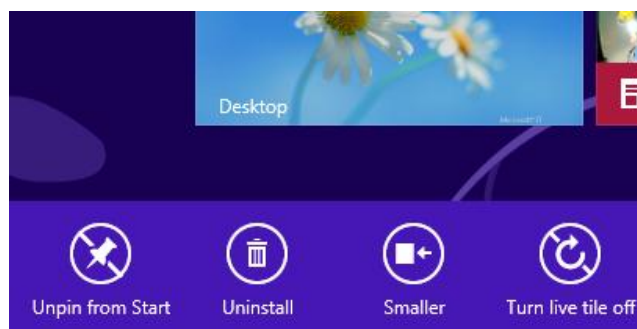 Desktop
Unpin from Start
Uninstall
Smaller
Turn live tile off